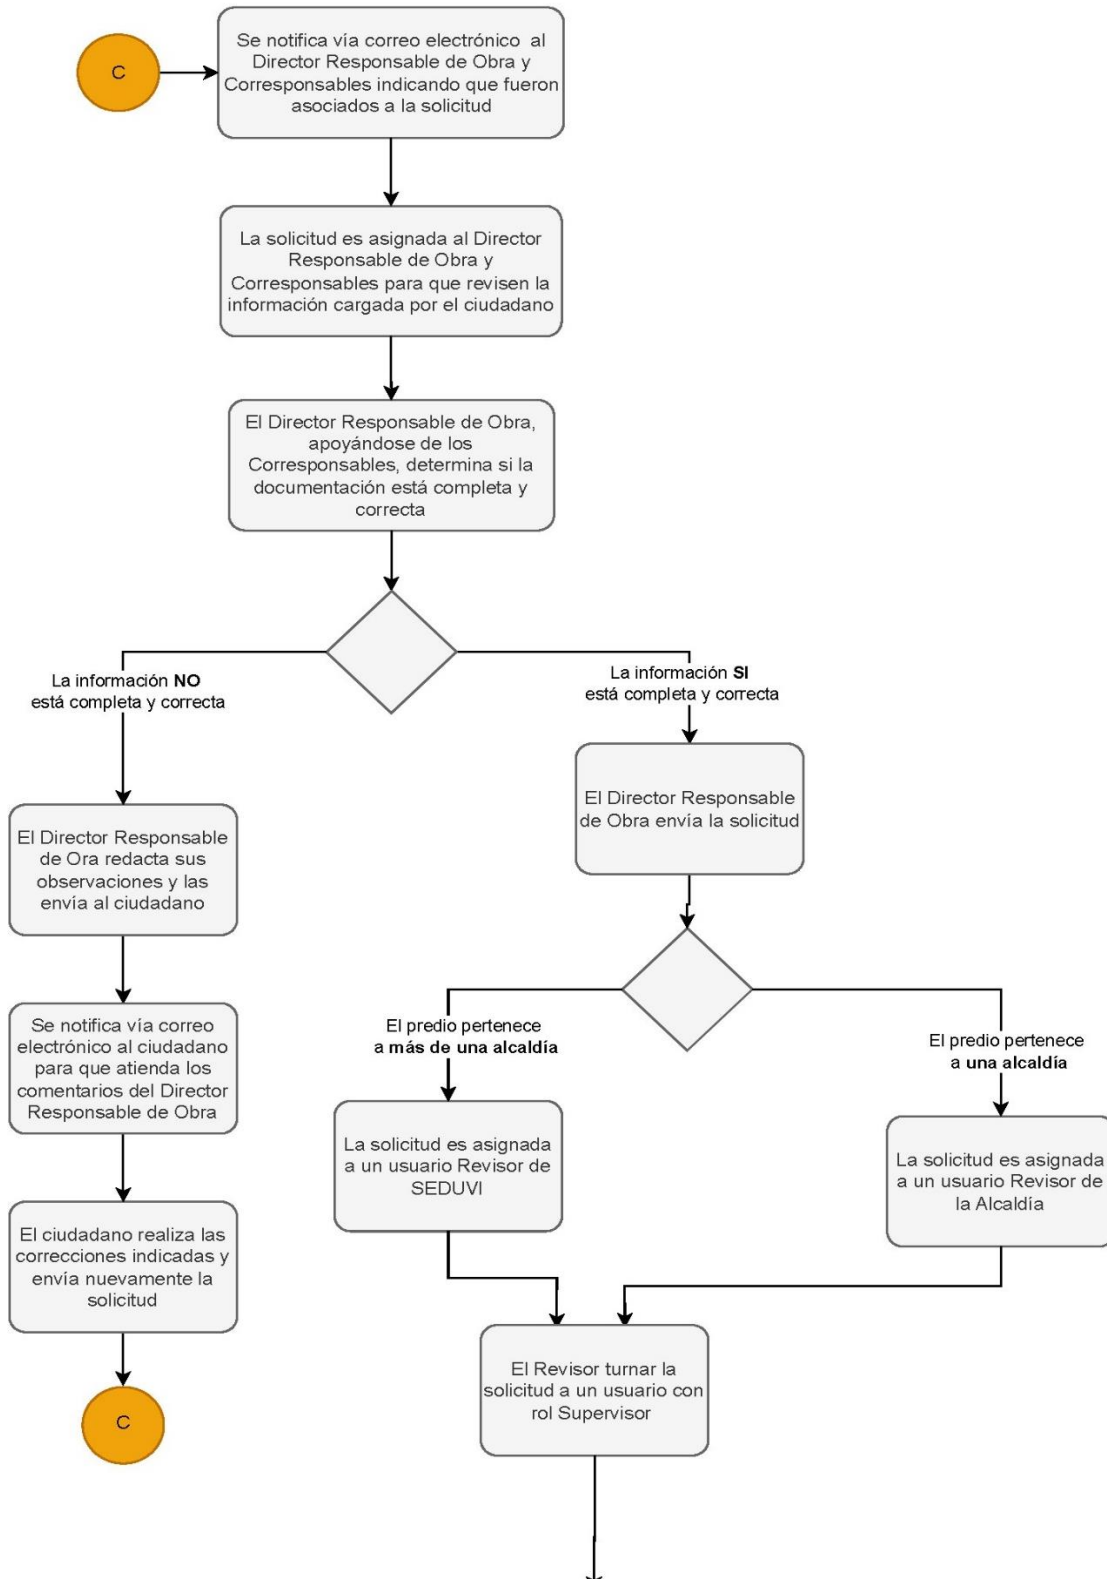 C
Se notifica vía correo electrónico al
Director Responsable de Obra y
Corresponsables indicando que fueron
asociados a la solicitud
La solicitud es asignada al Director
Responsable de Obra y
Corresponsables para que revisen la
información cargada por el ciudadano
El Director Responsable de Obra,
apoyándose de los
Corresponsables, determina si la
documentación está completa y
correcta
La información NO
está completa y correcta
La información SI
está completa y correcta
El Director Responsable
de Ora redacta sus
observaciones y las
envía al ciudadano
Se notifica vía correo
electrónico al ciudadano
para que atienda los
comentarios del Director
Responsable de Obra
El ciudadano realiza las
correcciones indicadas y
envía nuevamente la
solicitud
C
El Director Responsable
de Obra envía la solicitud
El predio pertenece
a más de una alcaldía
El predio pertenece
a una alcaldía
La solicitud es asignada
a un usuario Revisor de
SEDUVI
La solicitud es asignada
a un usuario Revisor de
la Alcaldía
El Revisor turnar la
solicitud a un usuario con
rol Supervisor